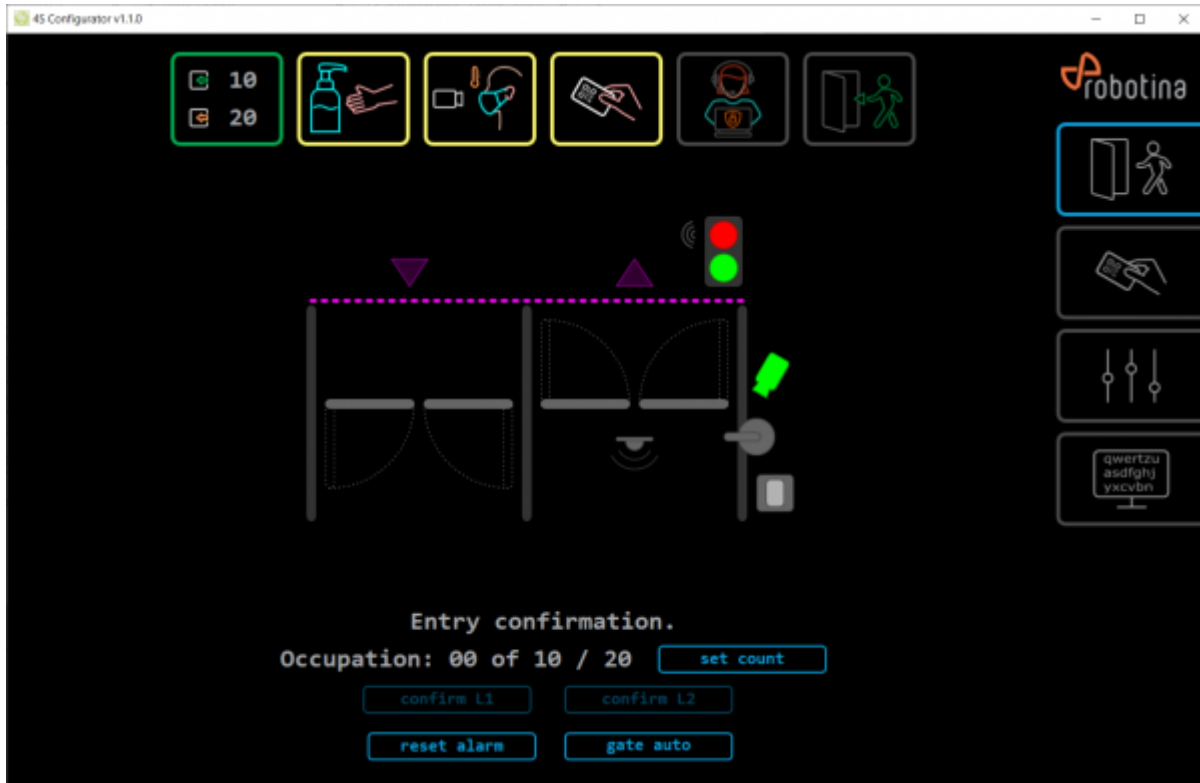 4S Configurator v1.1.0
10
20
robotina
qwertzu
asdfghj
yxcvbn
Entry confirmation.
Occupation: 00 of 10 / 20 set count
confirm L1 confirm L2
reset alarm gate auto